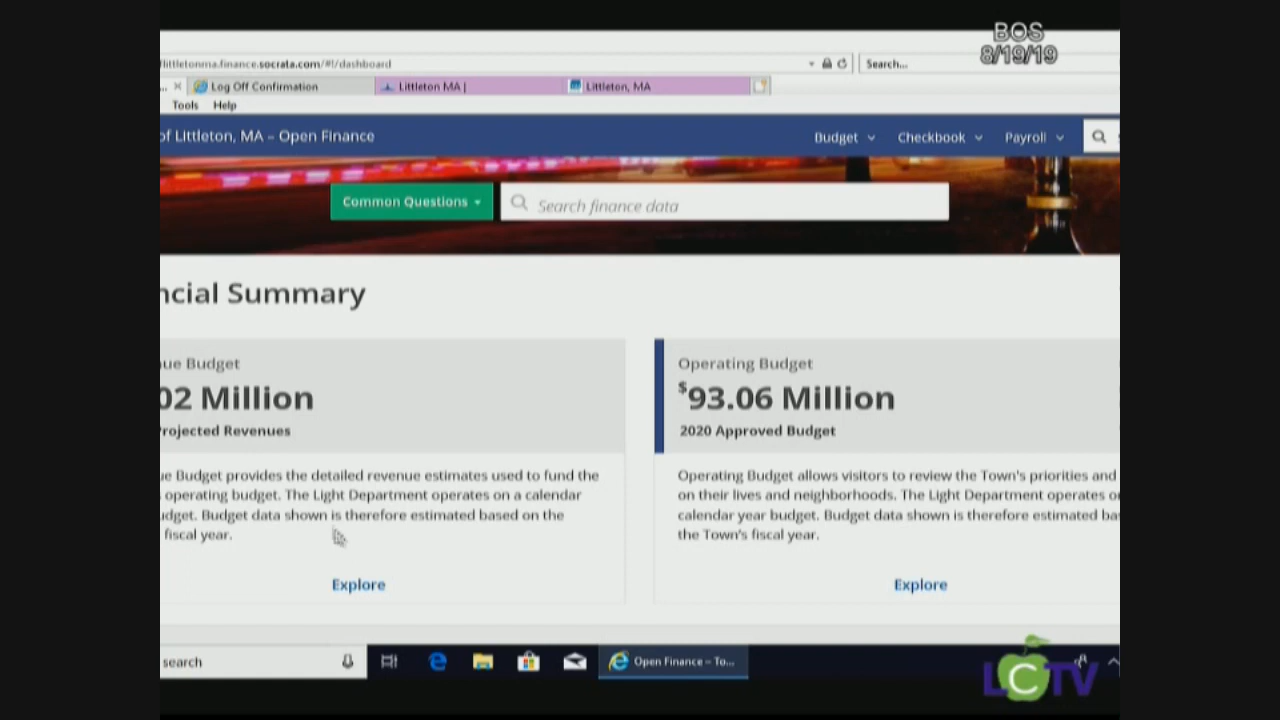 BOS
8/19/19
littletonma.finance.socrata.com/#!/dashboard
Search...
... Log Off Confirmation
Littleton MA |
Littleton, MA
Tools Help
of Littleton, MA – Open Finance
Budget Checkbook Payroll
Common Questions
Search finance data
ncial Summary
ue Budget
02 Million
Projected Revenues
ue Budget provides the detailed revenue estimates used to fund the
operating budget. The Light Department operates on a calendar
udget. Budget data shown is therefore estimated based on the
fiscal year.
Explore
Operating Budget
$93.06 Million
2020 Approved Budget
Operating Budget allows visitors to review the Town's priorities and
on their lives and neighborhoods. The Light Department operates o
calendar year budget. Budget data shown is therefore estimated ba
the Town's fiscal year.
Explore
search
Open Finance – To...
LCTV